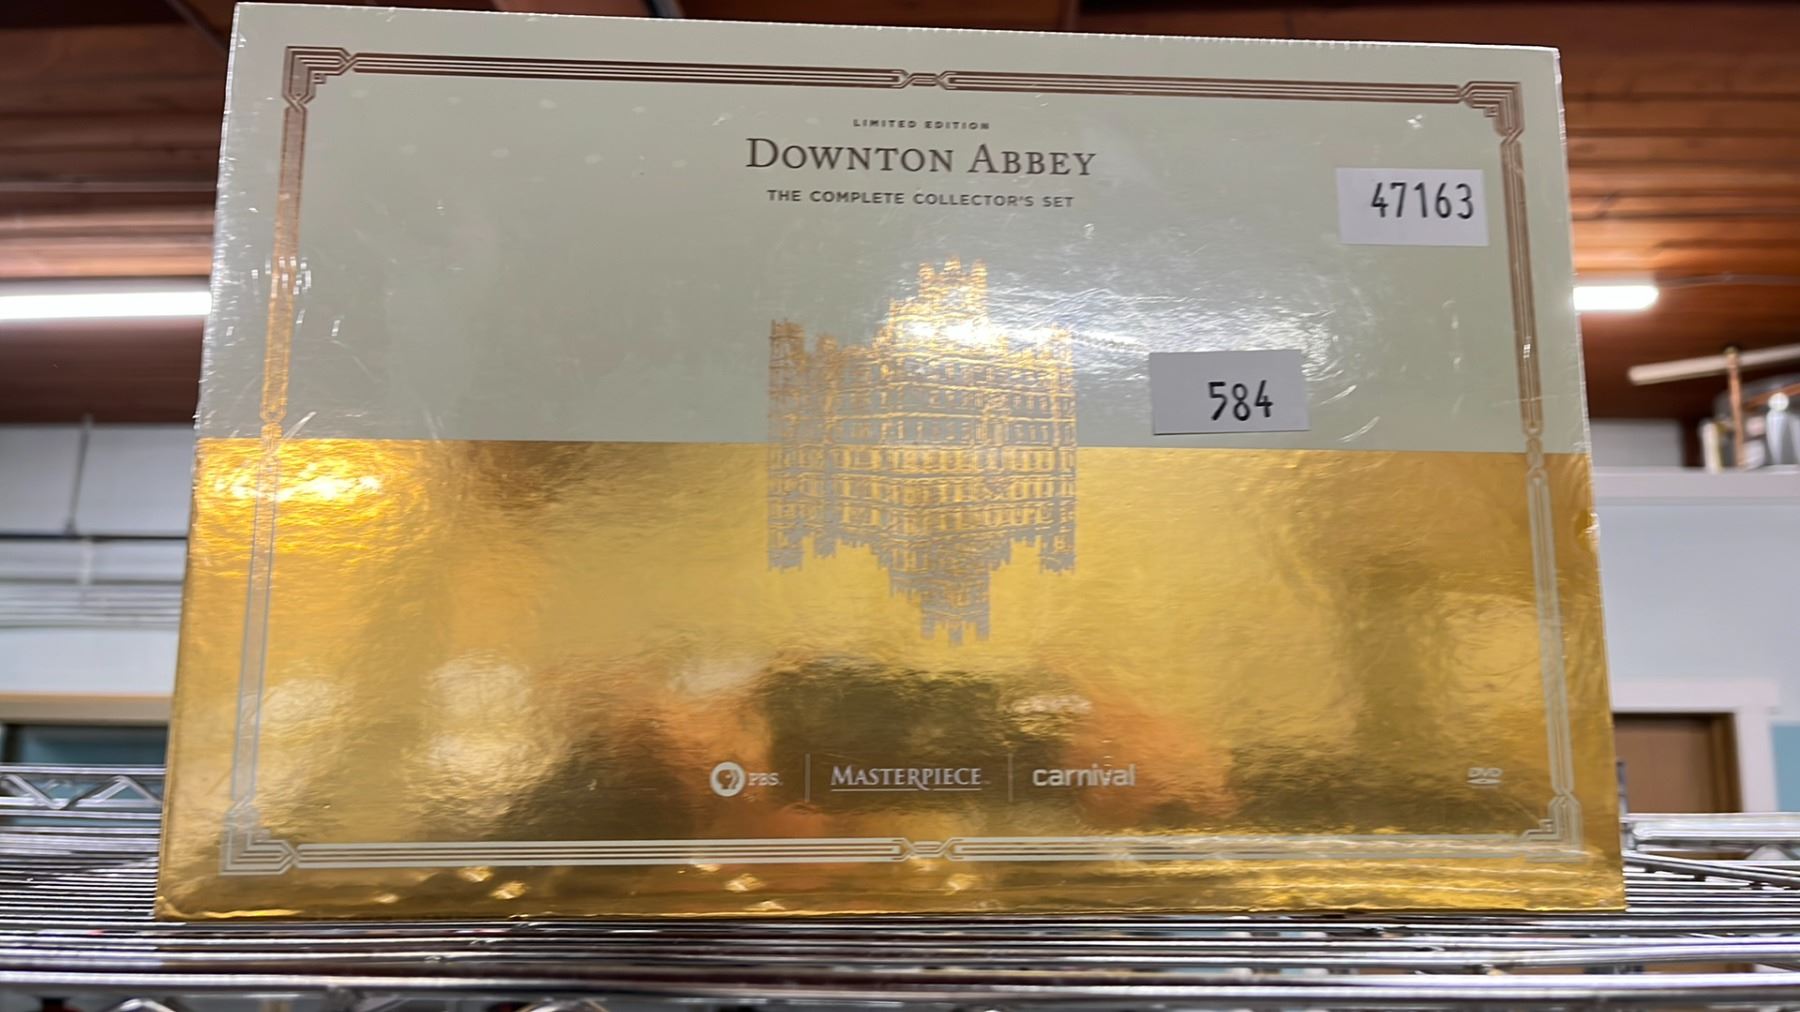 LIMITED EDITION
DOWNTON ABBEY
THE COMPLETE COLLECTOR'S SET
47163
584
PBS. MASTERPIECE carnival
DVD